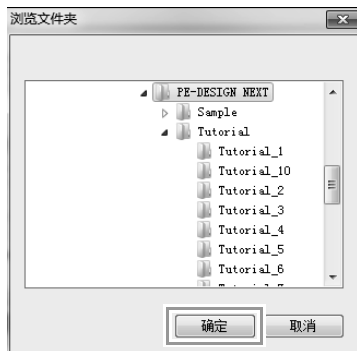 浏览文件夹
PE-DESIGN NEXT
Sample
Tutorial
Tutorial_1
Tutorial_10
Tutorial_2
Tutorial_3
Tutorial_4
Tutorial_5
Tutorial_6
确定 取消